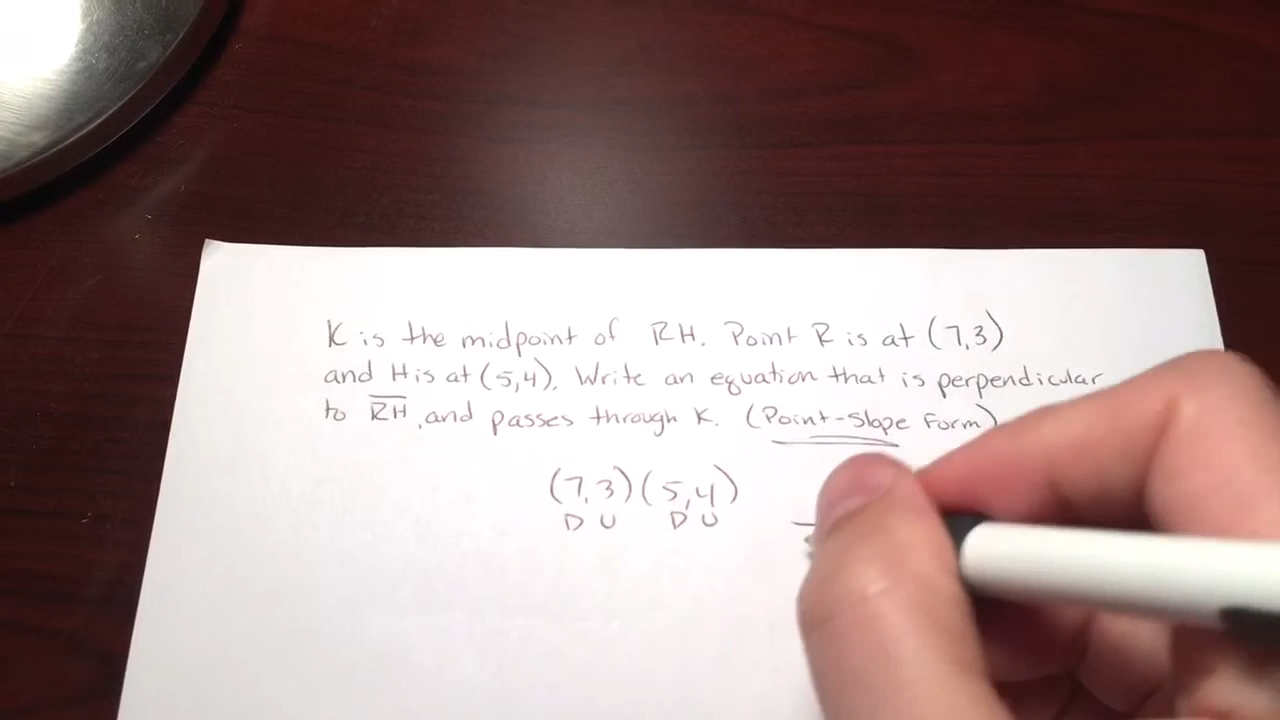 K is the midpoint of RH. Point R is at (7,3)
and H is at (5,4). Write an equation that is perpendicular
to RH, and passes through K. (Point-Slope Form)
(7,3) (5,4)
D U D U